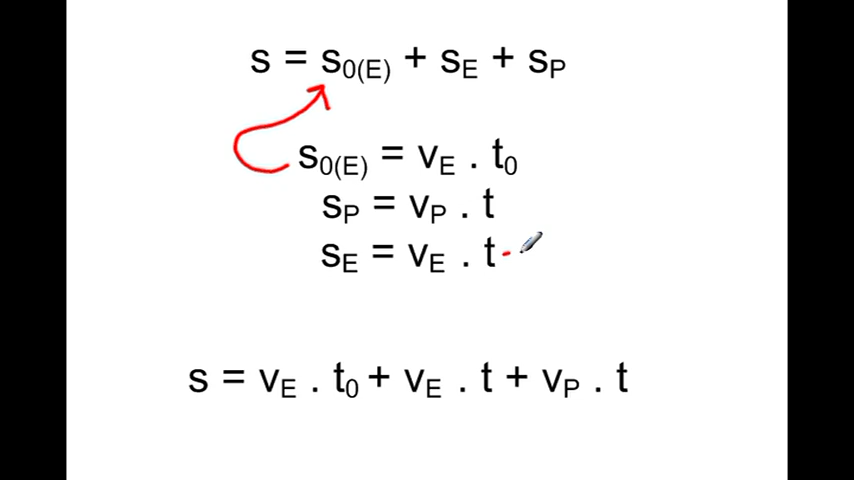 s = s₀₍E₎ + sE + sP
s₀₍E₎ = vE . t₀
sP = vP . t
sE = vE . t
s = vE . t₀ + vE . t + vP . t